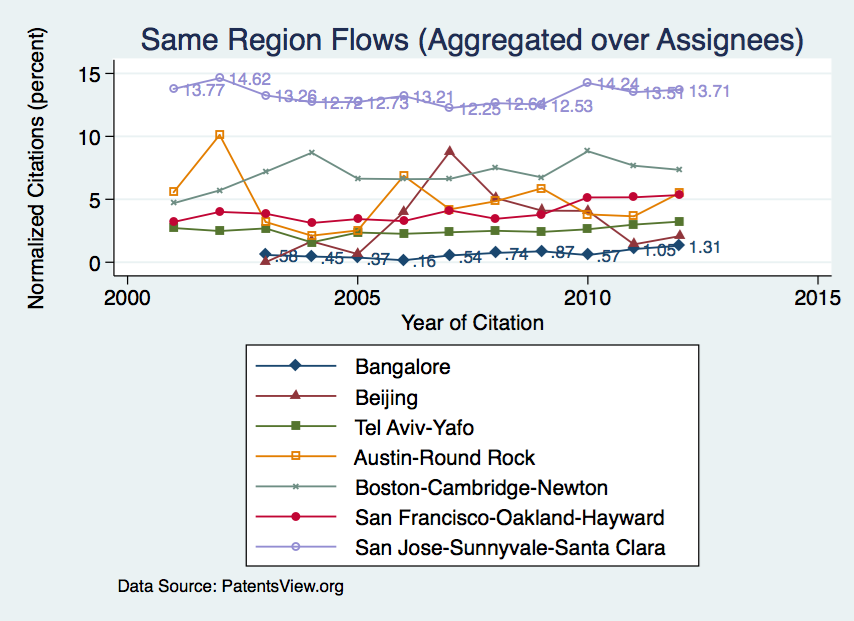 Same Region Flows (Aggregated over Assignees)
Normalized Citations (percent)
15
10
5
0
13.77 14.62 13.26 12.72 12.73 13.21 12.25 12.64 12.53 14.24 13.51 13.71
.58 .45 .37 .16 .54 .74 .87 .57 1.05 1.31
2000 2005 2010 2015
Year of Citation
Bangalore
Beijing
Tel Aviv-Yafo
Austin-Round Rock
Boston-Cambridge-Newton
San Francisco-Oakland-Hayward
San Jose-Sunnyvale-Santa Clara
Data Source: PatentsView.org